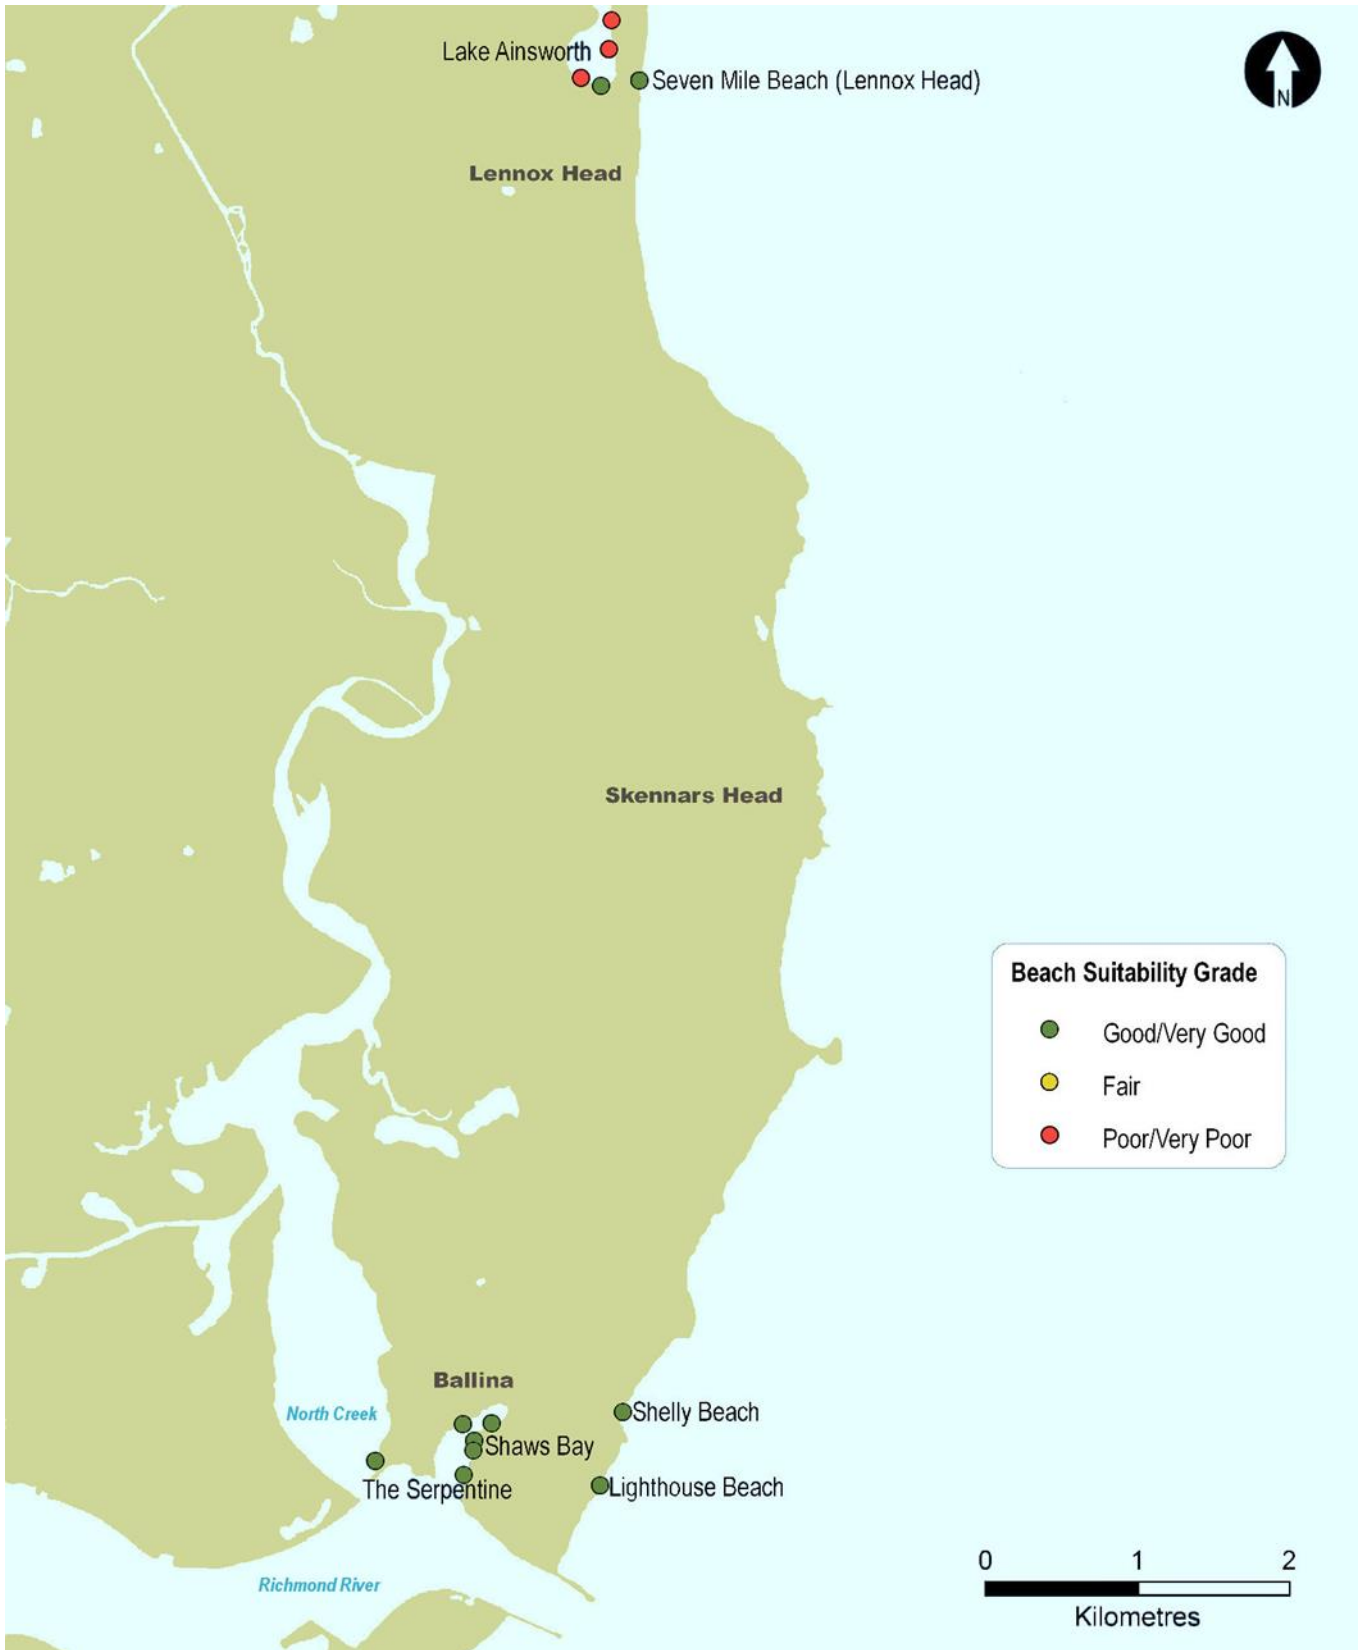 Lake Ainsworth
Seven Mile Beach (Lennox Head)
N
Lennox Head
Skennars Head
Beach Suitability Grade
Good/Very Good
Fair
Poor/Very Poor
Ballina
North Creek
Shelly Beach
Shaws Bay
The Serpentine
Lighthouse Beach
Richmond River
0 1 2
Kilometres